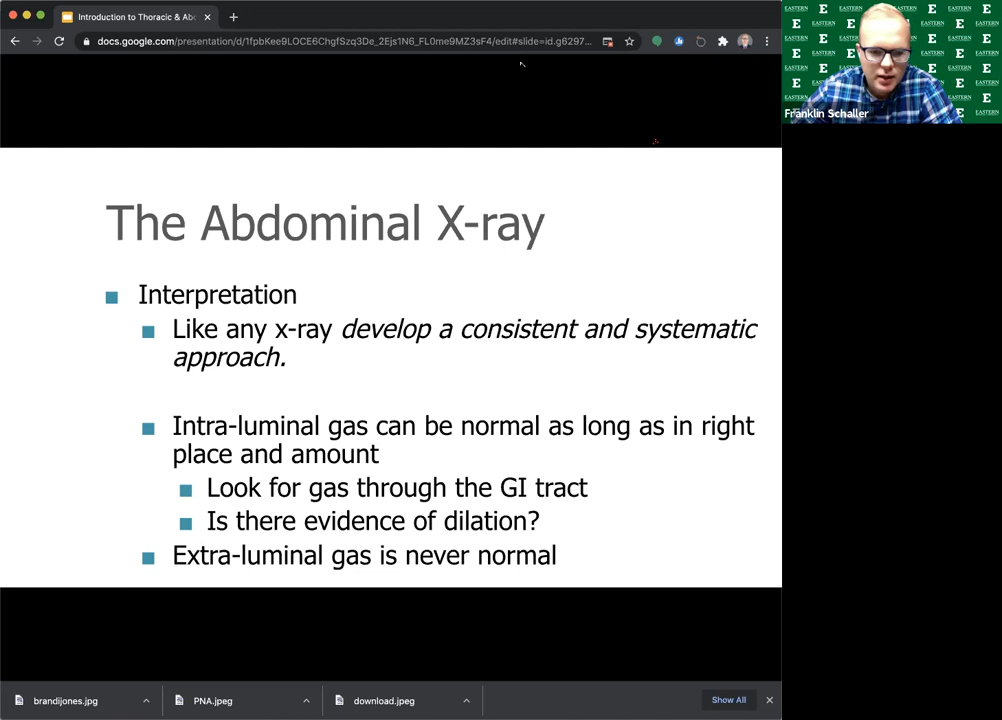 Introduction to Thoracic & Abd
docs.google.com/presentation/d/1fpbKee9LOCE6ChgfSzq3De_2Ejs1N6_FL0me9MZ3sF4/edit#slide=id.g6297...
The Abdominal X-ray
Interpretation
Like any x-ray develop a consistent and systematic
approach.
Intra-luminal gas can be normal as long as in right
place and amount
Look for gas through the GI tract
Is there evidence of dilation?
Extra-luminal gas is never normal
brandijones.jpg
PNA.jpeg
download.jpeg
Show All
EASTERN
E
Franklin Schaller